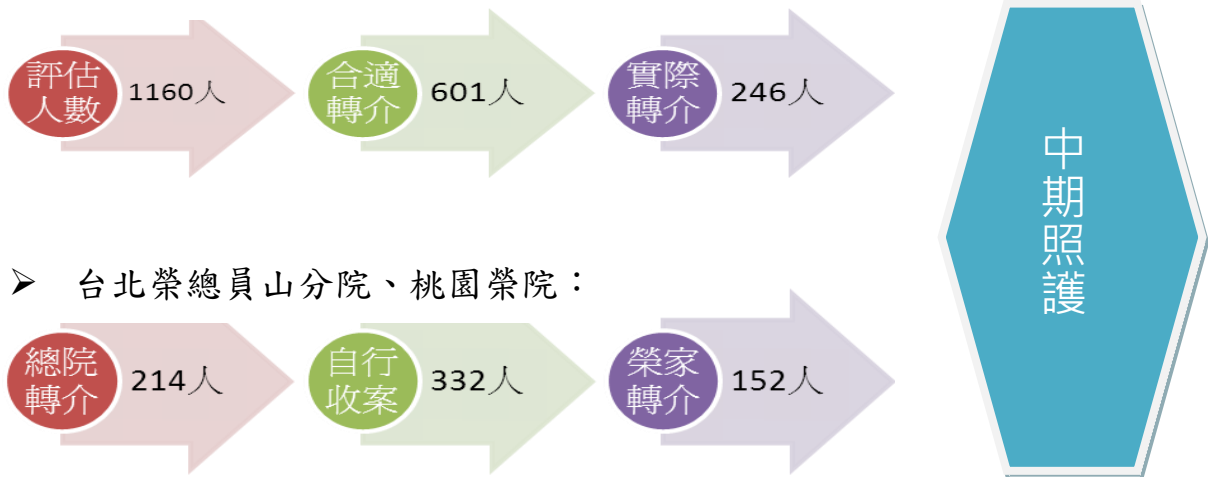 評估
人數
1160人
合適
轉介
601人
實際
轉介
246人
中期照護
➢ 台北榮總員山分院、桃園榮院：
總院
轉介
214人
自行
收案
332人
榮家
轉介
152人